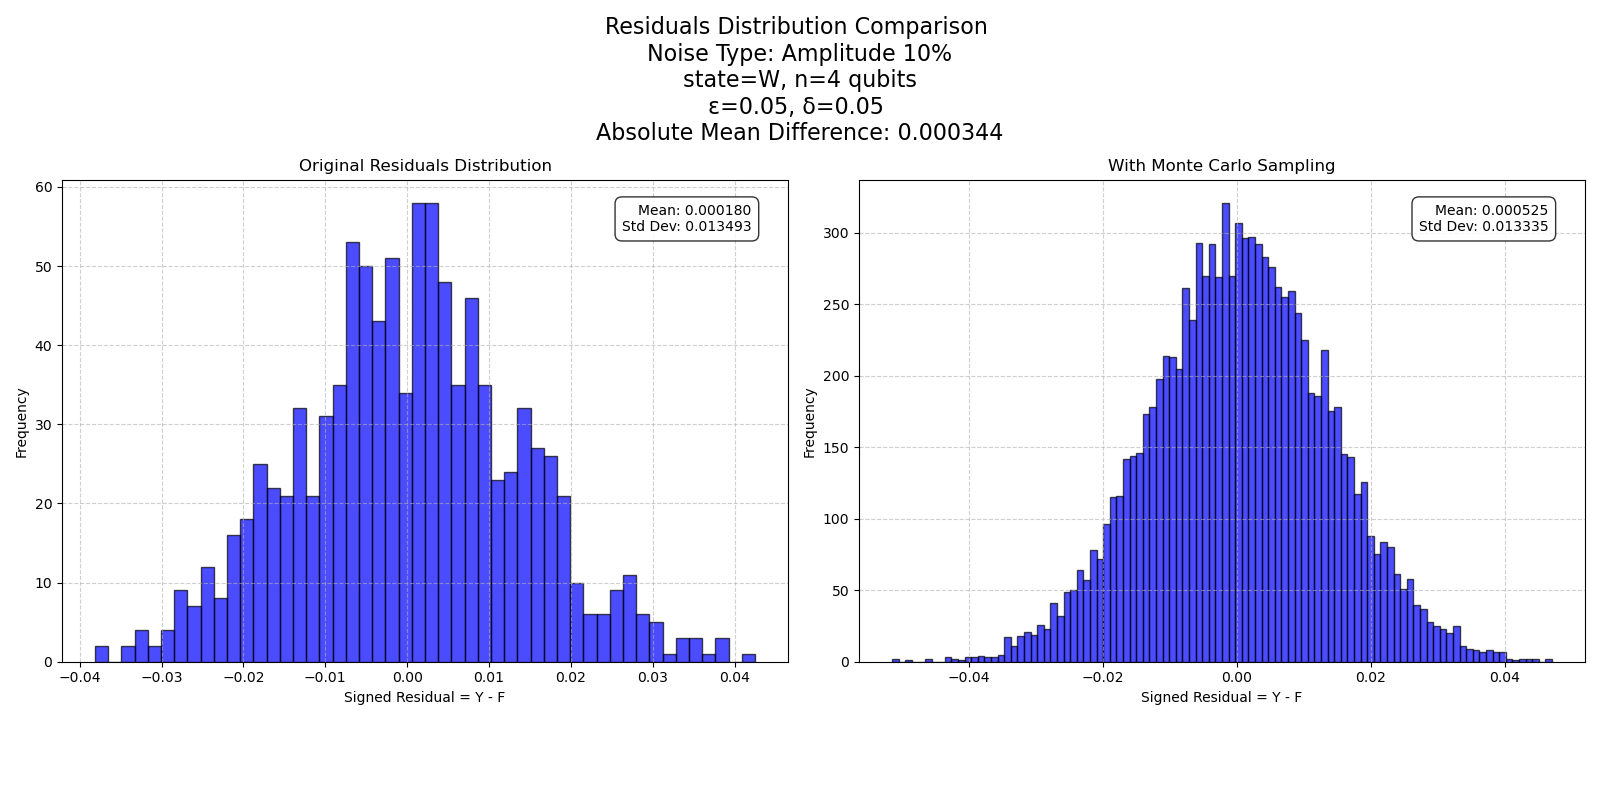 Residuals Distribution Comparison
Noise Type: Amplitude 10%
state=W, n=4 qubits
ε=0.05, δ=0.05
Absolute Mean Difference: 0.000344
Original Residuals Distribution
Mean: 0.000180
Std Dev: 0.013493
60
50
40
30
20
10
0
Frequency
−0.04 −0.03 −0.02 −0.01 0.00 0.01 0.02 0.03 0.04
Signed Residual = Y - F
With Monte Carlo Sampling
Mean: 0.000525
Std Dev: 0.013335
300
250
200
150
100
50
0
Frequency
−0.04 −0.02 0.00 0.02 0.04
Signed Residual = Y - F